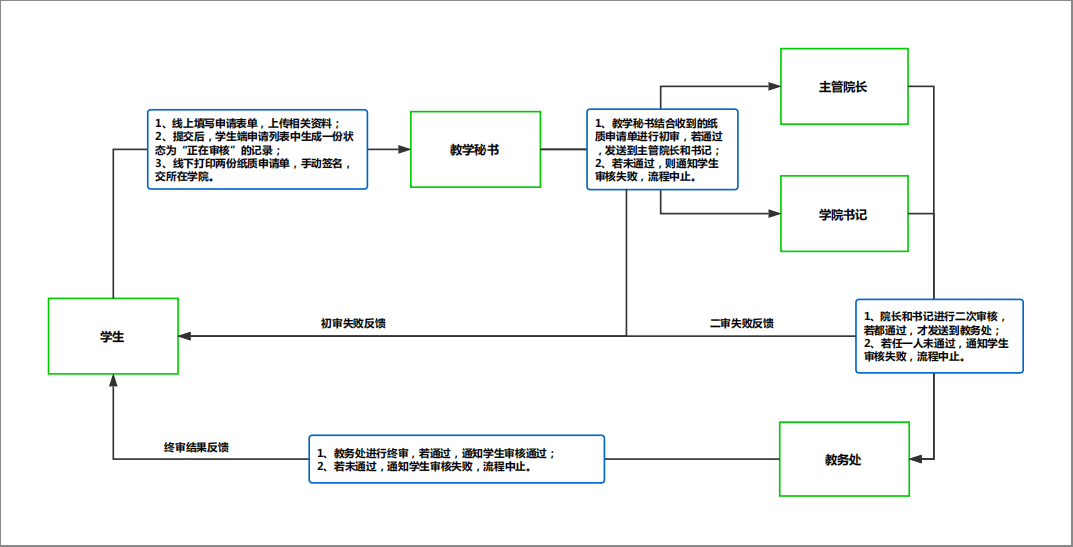 主管院长
1、线上填写申请表单，上传相关资料；
2、提交后，学生端申请列表中生成一份状
态为“正在审核”的记录；
3、线下打印两份纸质申请单，手动签名，
交所在学院。
教学秘书
1、教学秘书结合收到的纸
质申请单进行初审，若通过
，发送到主管院长和书记；
2、若未通过，则通知学生
审核失败，流程中止。
学院书记
学生
初审失败反馈
二审失败反馈
1、院长和书记进行二次审核，
若都通过，才发送到教务处；
2、若任一人未通过，通知学生
审核失败，流程中止。
终审结果反馈
1、教务处进行终审，若通过，通知学生审核通过；
2、若未通过，通知学生审核失败，流程中止。
教务处